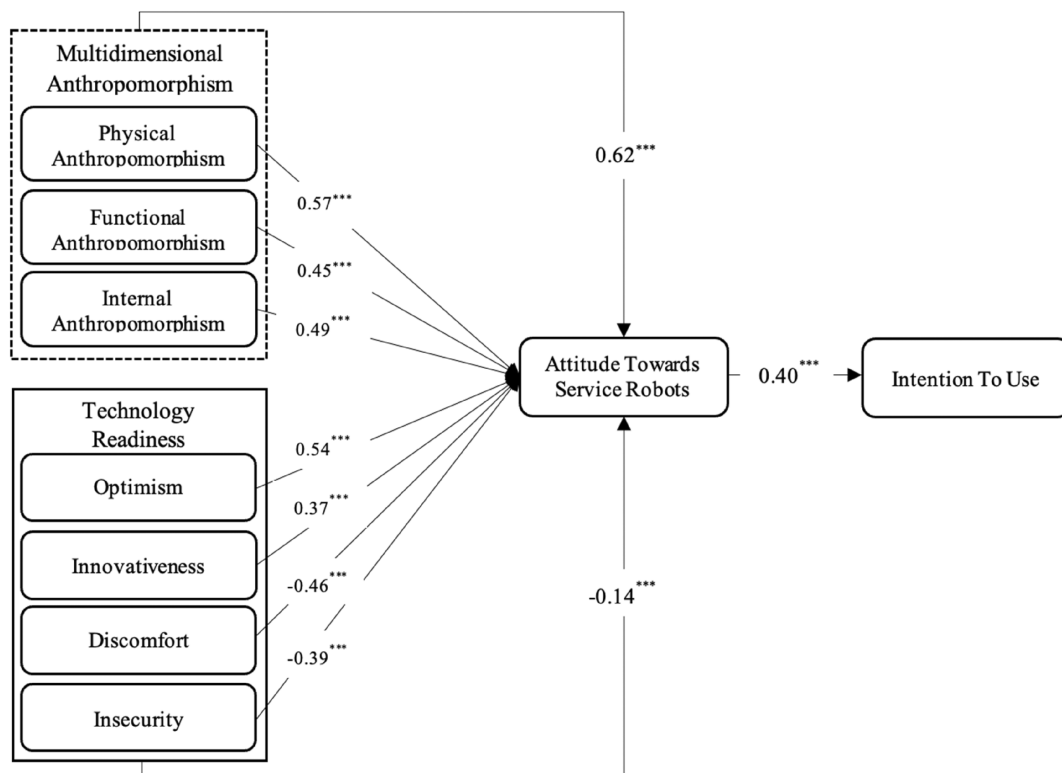 Multidimensional
Anthropomorphism
Physical
Anthropomorphism
Functional
Anthropomorphism
Internal
Anthropomorphism
Technology
Readiness
Optimism
Innovativeness
Discomfort
Insecurity
0.57***
0.45***
0.49***
0.54***
0.37***
-0.46***
-0.39***
0.62***
Attitude Towards
Service Robots
-0.14***
0.40***
Intention To Use